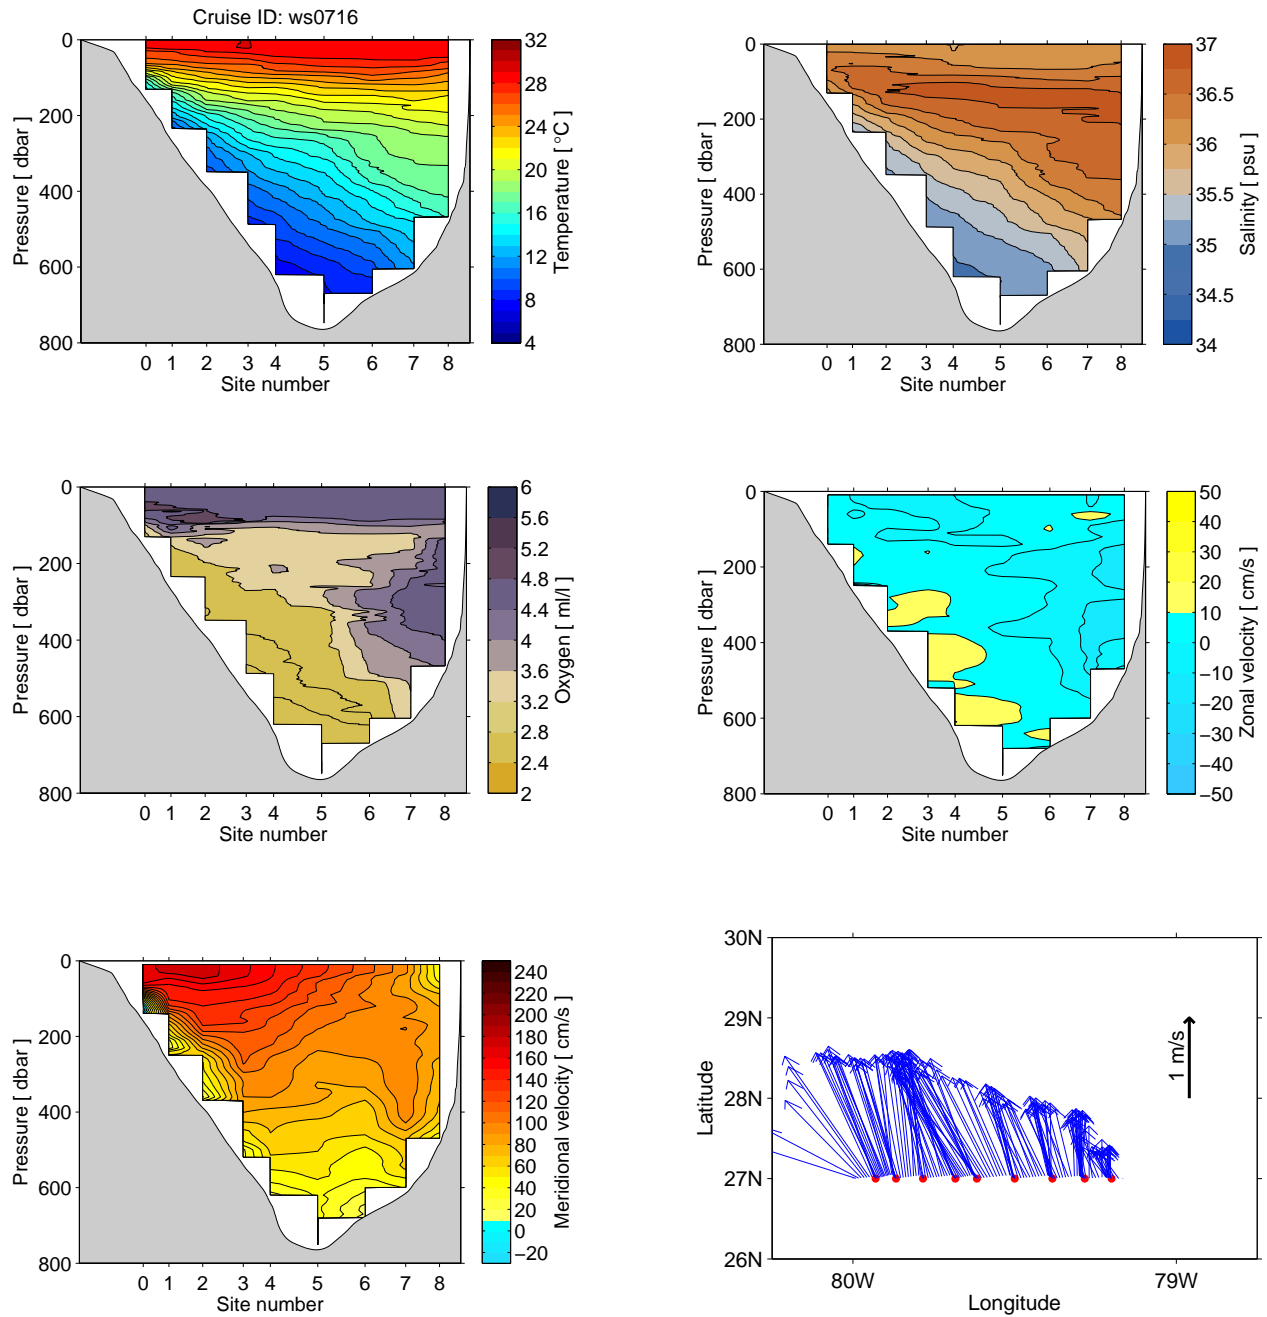 Cruise ID: ws0716
0
200
400
600
800
Pressure [ dbar]
0 1 2 3 4 5 6 7 8
Site number
32
28
24
20
16
12
8
4
Temperature [ °C]
0
200
400
600
800
Pressure [ dbar]
0 1 2 3 4 5 6 7 8
Site number
37
36.5
36
35.5
35
34.5
34
Salinity [ psu]
0
200
400
600
800
Pressure [ dbar]
0 1 2 3 4 5 6 7 8
Site number
6
5.6
5.2
4.8
4.4
4
3.6
3.2
2.8
2.4
2
Oxygen [ ml/l]
0
200
400
600
800
Pressure [ dbar]
0 1 2 3 4 5 6 7 8
Site number
50
40
30
20
10
0
−10
−20
−30
−40
−50
Zonal velocity [ cm/s]
0
200
400
600
800
Pressure [ dbar]
0 1 2 3 4 5 6 7 8
Site number
240
220
200
180
160
140
120
100
80
60
40
20
0
−20
Meridional velocity [ cm/s]
30N
29N
28N
27N
26N
Latitude
1 m/s
80W 79W
Longitude